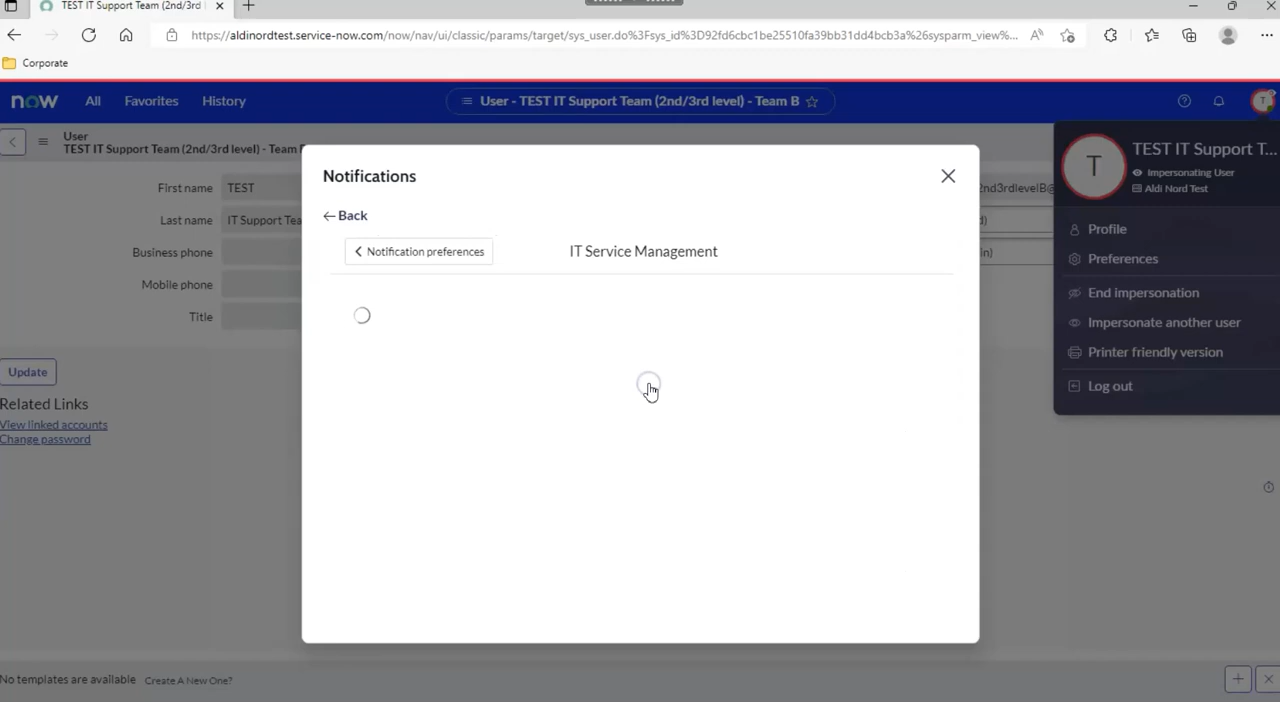 TEST IT Support Team (2nd/3rd l
https://aldinordtest.service-now.com/now/nav/ui/classic/params/target/sys_user.do%3Fsys_id%3D92fd6cbc1be25510fa39bb31dd4bcb3a%26sysparm_view%...
Corporate
now
All
Favorites
History
User - TEST IT Support Team (2nd/3rd level) - Team B
T
User
TEST IT Support Team (2nd/3rd level) - Team
T
TEST IT Support T...
Impersonating User
Aldi Nord Test
Notifications
Back
First name
TEST
2nd3rdlevelB@
Last name
IT Support Tea
d)
Profile
Business phone
Notification preferences
IT Service Management
in)
Preferences
Mobile phone
End impersonation
Title
Impersonate another user
Printer friendly version
Update
Log out
Related Links
View linked accounts
Change password
No templates are available
Create A New One?